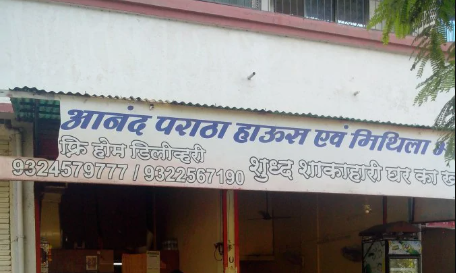 आनंद पराठा हाऊस एवं मिथिला
फ्रि होम डिलीव्हरी
9324579777 / 9322567190
शुध्द शाकाहारी घर का